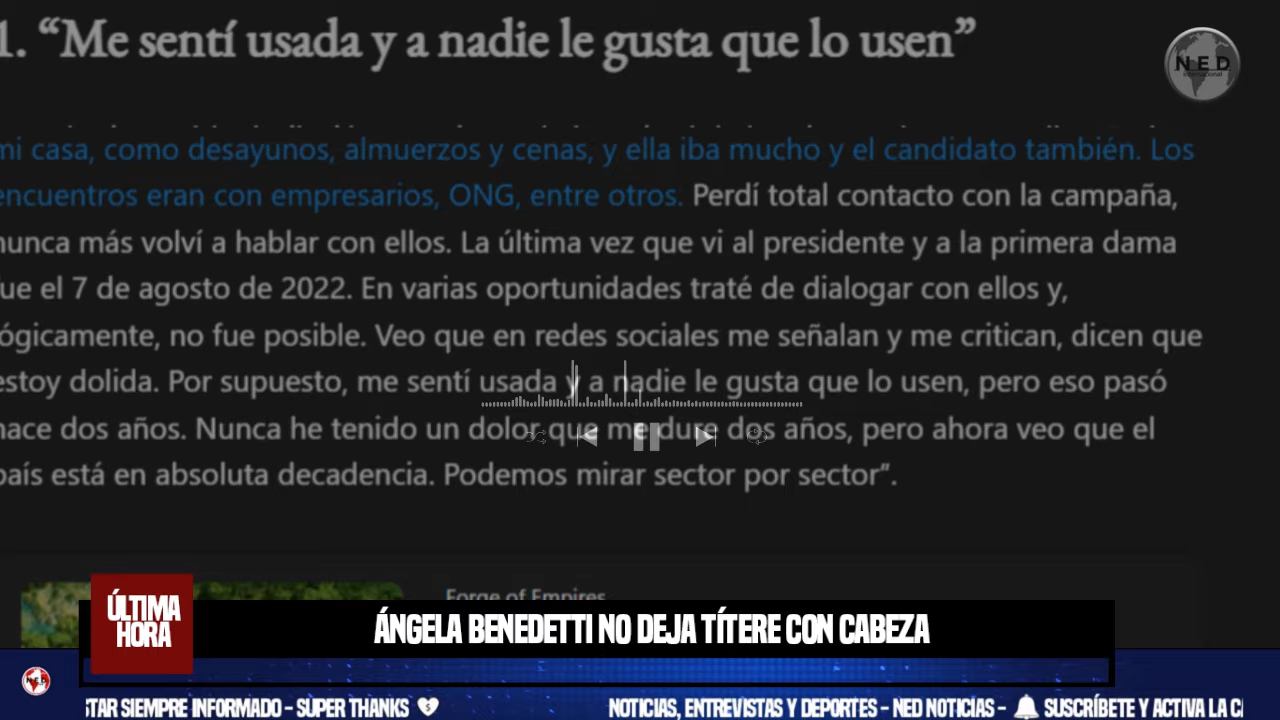 1. “Me sentí usada y a nadie le gusta que lo usen”
NED
international
mi casa, como desayunos, almuerzos y cenas, y ella iba mucho y el candidato también. Los
encuentros eran con empresarios, ONG, entre otros. Perdí total contacto con la campaña,
nunca más volví a hablar con ellos. La última vez que vi al presidente y a la primera dama
fue el 7 de agosto de 2022. En varias oportunidades traté de dialogar con ellos y,
lógicamente, no fue posible. Veo que en redes sociales me señalan y me critican, dicen que
estoy dolida. Por supuesto, me sentí usada y a nadie le gusta que lo usen, pero eso pasó
hace dos años. Nunca he tenido un dolor que me dure dos años, pero ahora veo que el
país está en absoluta decadencia. Podemos mirar sector por sector”.
Forge of Empires
ÚLTIMA
HORA
ÁNGELA BENEDETTI NO DEJA TÍTERE CON CABEZA
NED
STAR SIEMPRE INFORMADO - SUPER THANKS
NOTICIAS, ENTREVISTAS Y DEPORTES - NED NOTICIAS -
SUSCRÍBETE Y ACTIVA LA C